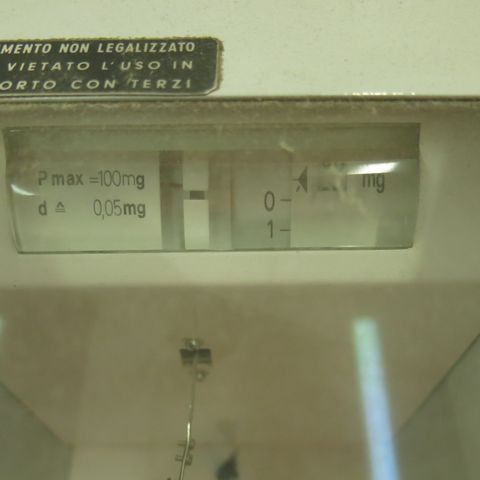 MENTO NON LEGALIZZATO
VIETATO L'USO IN
ORTO CON TERZI
P max =100mg
d ≙ 0,05mg
mg
0
1